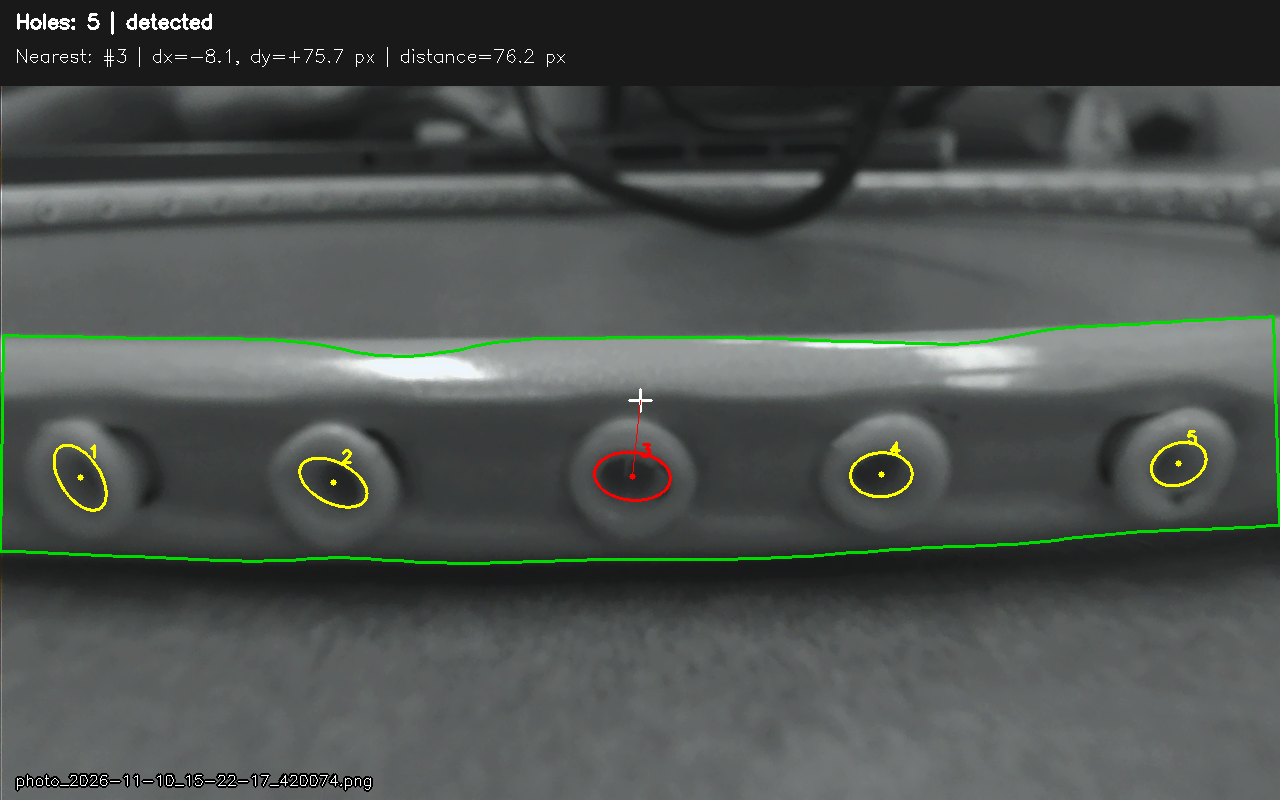 Holes: 5 | detected
Nearest: #3 | dx=-8.1, dy=+75.7 px | distance=76.2 px
1
2
3
4
5
photo_2026-11-10_15-22-17_420074.png